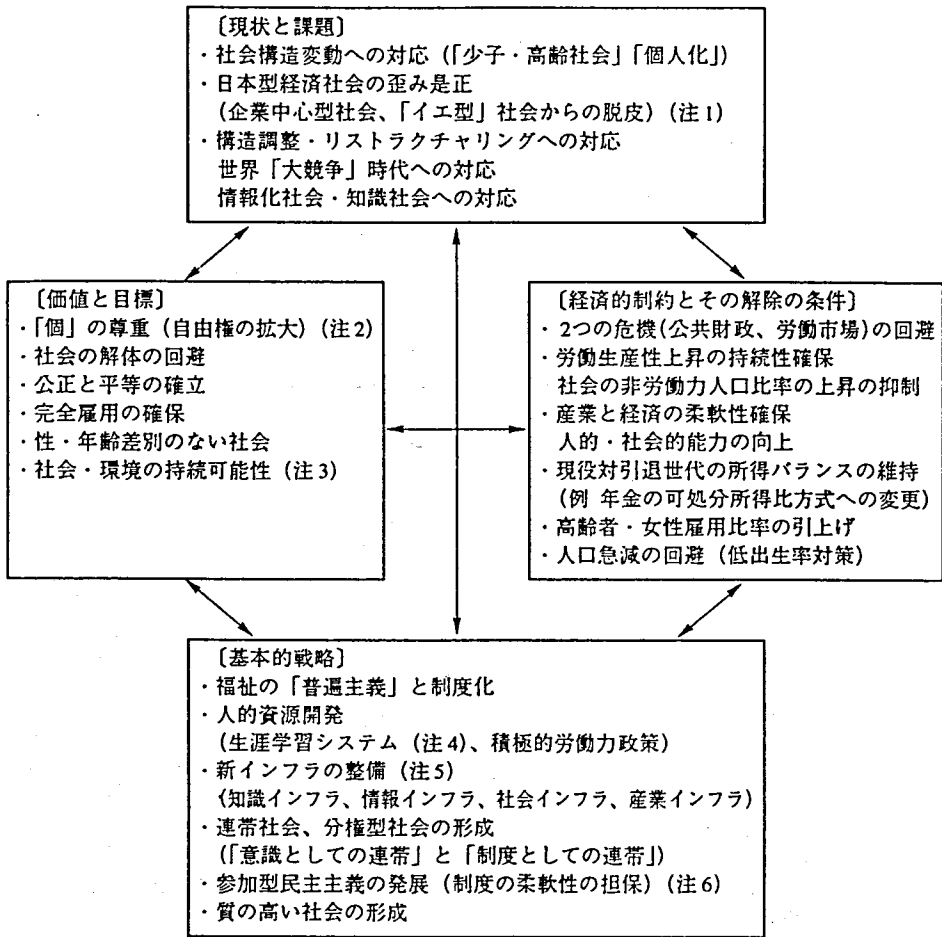 〔現状と課題〕
・社会構造変動への対応(「少子・高齢社会」「個人化」)
・日本型経済社会の歪み是正
(企業中心型社会、「イエ型」社会からの脱皮)(注1)
・構造調整・リストラクチャリングへの対応
世界「大競争」時代への対応
情報化社会・知識社会への対応
〔価値と目標〕
・「個」の尊重(自由権の拡大)(注2)
・社会の解体の回避
・公正と平等の確立
・完全雇用の確保
・性・年齢差別のない社会
・社会・環境の持続可能性(注3)
〔経済的制約とその解除の条件〕
・2つの危機(公共財政、労働市場)の回避
・労働生産性上昇の持続性確保
社会の非労働力人口比率の上昇の抑制
・産業と経済の柔軟性確保
人的・社会的能力の向上
・現役対引退世代の所得バランスの維持
(例 年金の可処分所得比方式への変更)
・高齢者・女性雇用比率の引上げ
・人口急減の回避(低出生率対策)
〔基本的戦略〕
・福祉の「普遍主義」と制度化
・人的資源開発
(生涯学習システム(注4)、積極的労働力政策)
・新インフラの整備(注5)
(知識インフラ、情報インフラ、社会インフラ、産業インフラ)
・連帯社会、分権型社会の形成
(「意識としての連帯」と「制度としての連帯」)
・参加型民主主義の発展(制度の柔軟性の担保)(注6)
・質の高い社会の形成